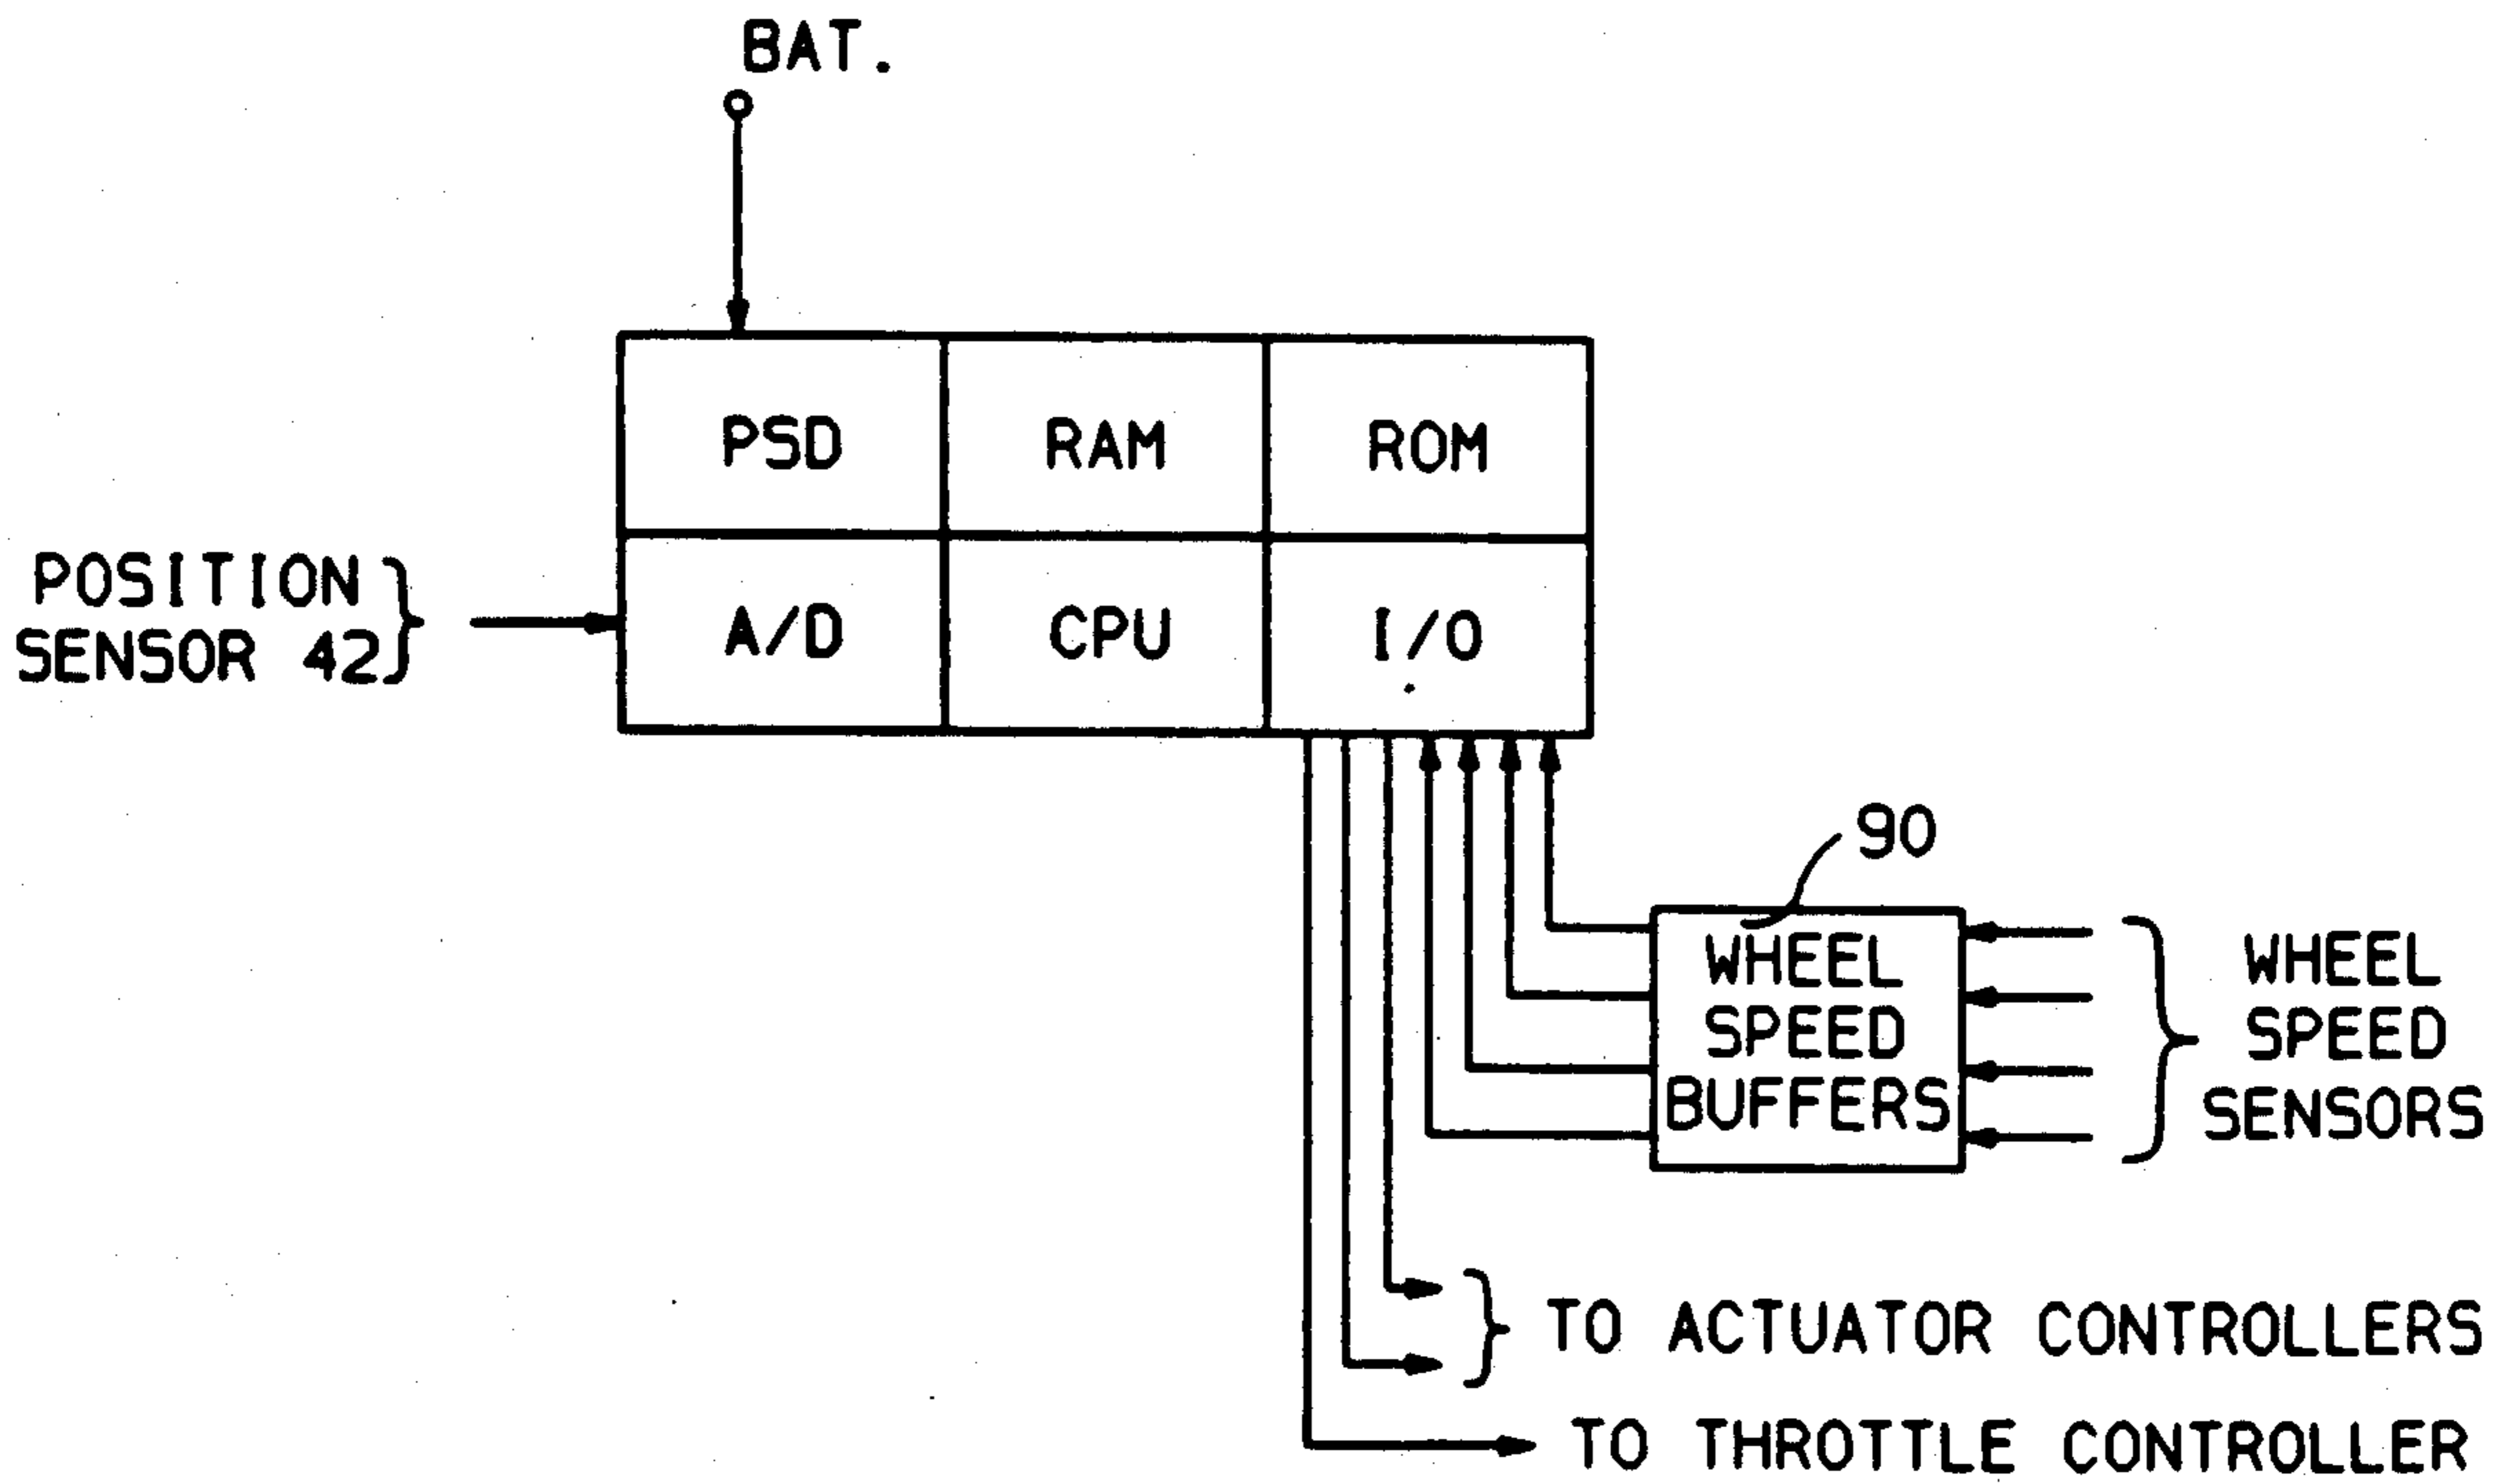 BAT.
PSD
RAM
ROM
POSITION
SENSOR 42
A/D
CPU
I/O
90
WHEEL
SPEED
BUFFERS
WHEEL
SPEED
SENSORS
TO ACTUATOR CONTROLLERS
TO THROTTLE CONTROLLER